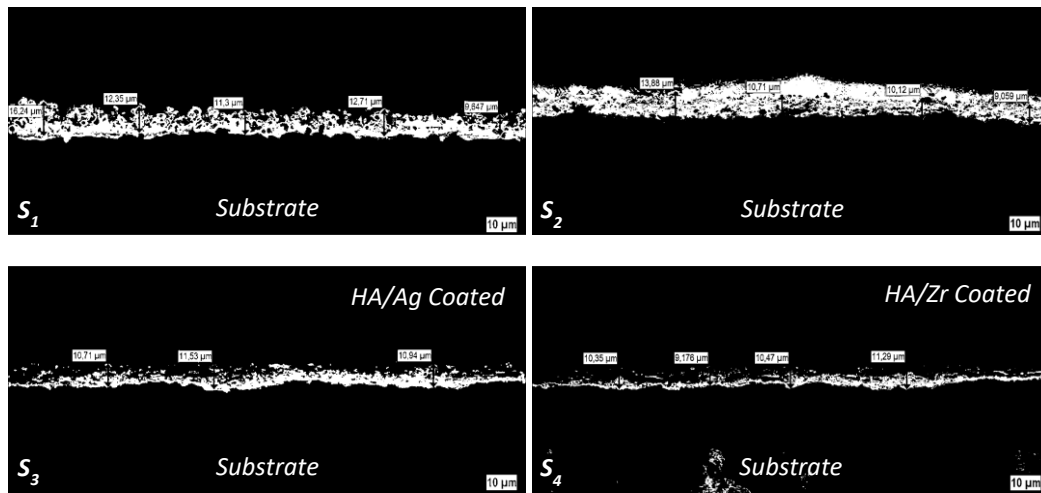 12,35 µm
16,24 µm
11,3 µm
12,71 µm
9,847 µm
S1
Substrate
10 µm
13,88 µm
10,71 µm
10,12 µm
9,059 µm
S2
Substrate
10 µm
HA/Ag Coated
10,71 µm
11,53 µm
10,94 µm
S3
Substrate
10 µm
HA/Zr Coated
10,35 µm
9,176 µm
10,47 µm
11,29 µm
S4
Substrate
10 µm